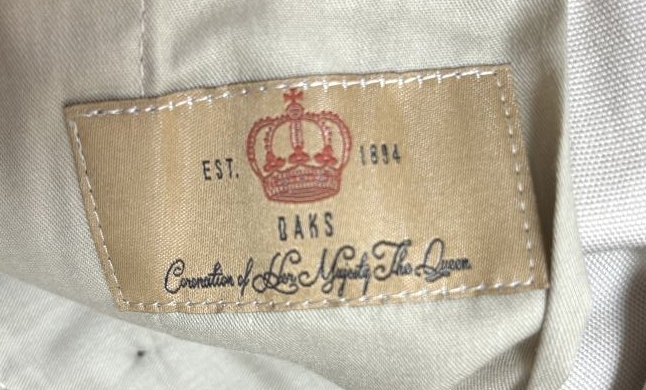 EST. 1894
DAKS
Coronation of Her Majesty The Queen